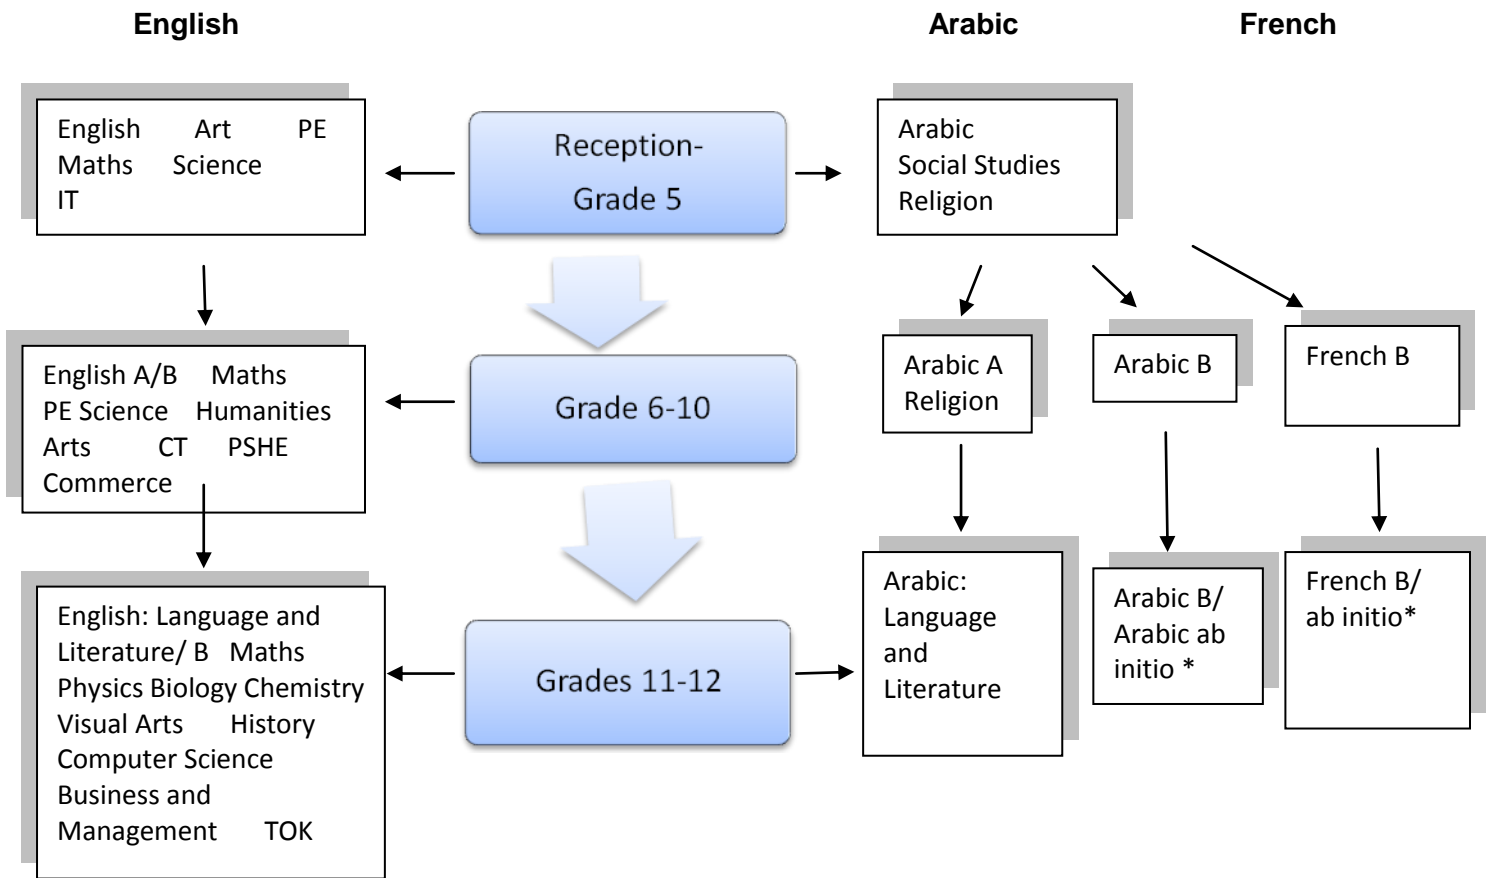 English
Arabic
French
English Art PE
Maths Science
IT
Reception-
Grade 5
Arabic
Social Studies
Religion
English A/B Maths
PE Science Humanities
Arts CT PSHE
Commerce
Grade 6-10
Arabic A
Religion
Arabic B
French B
English: Language and
Literature/ B Maths
Physics Biology Chemistry
Visual Arts History
Computer Science
Business and
Management TOK
Grades 11-12
Arabic:
Language
and
Literature
Arabic B/
Arabic ab
initio *
French B/
ab initio*